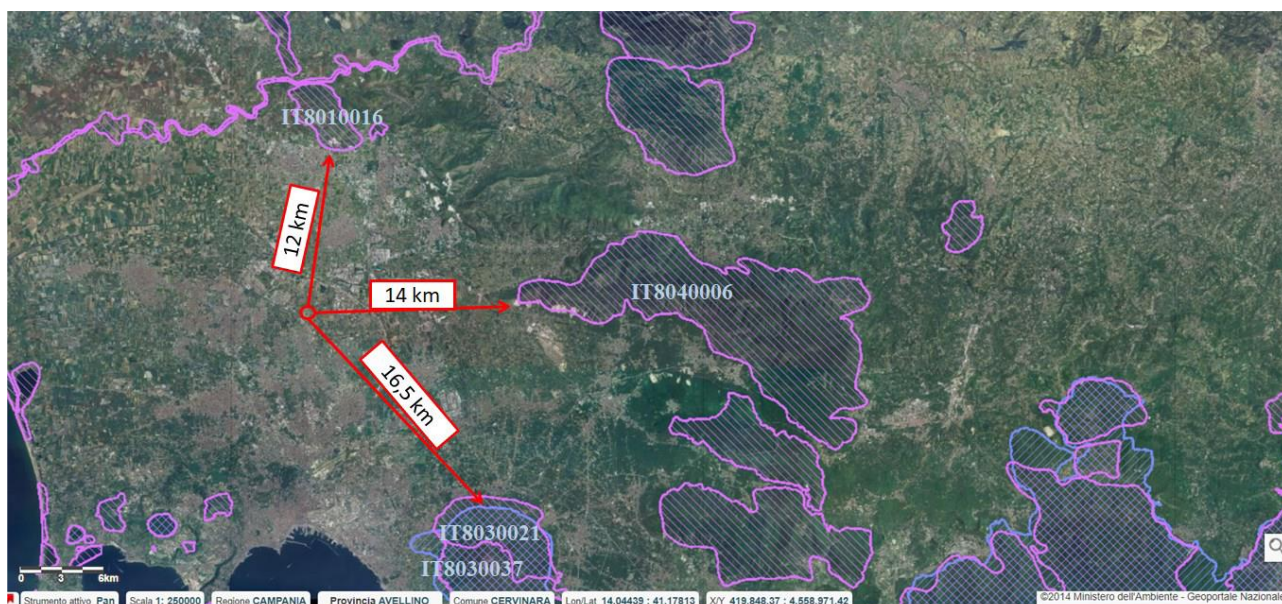 IT8010016
12 km
14 km
IT8040006
16,5 km
IT8030021
IT8030037
0 3 6km
Strumento attivo Pan Scala 1: 250000 Regione CAMPANIA Provincia AVELLINO Comune CERVINARA Lon/Lat 14.04439 : 41.17813 X/Y 419.848,37 : 4.558.971,42 ©2014 Ministero dell'Ambiente - Geoportale Nazionale